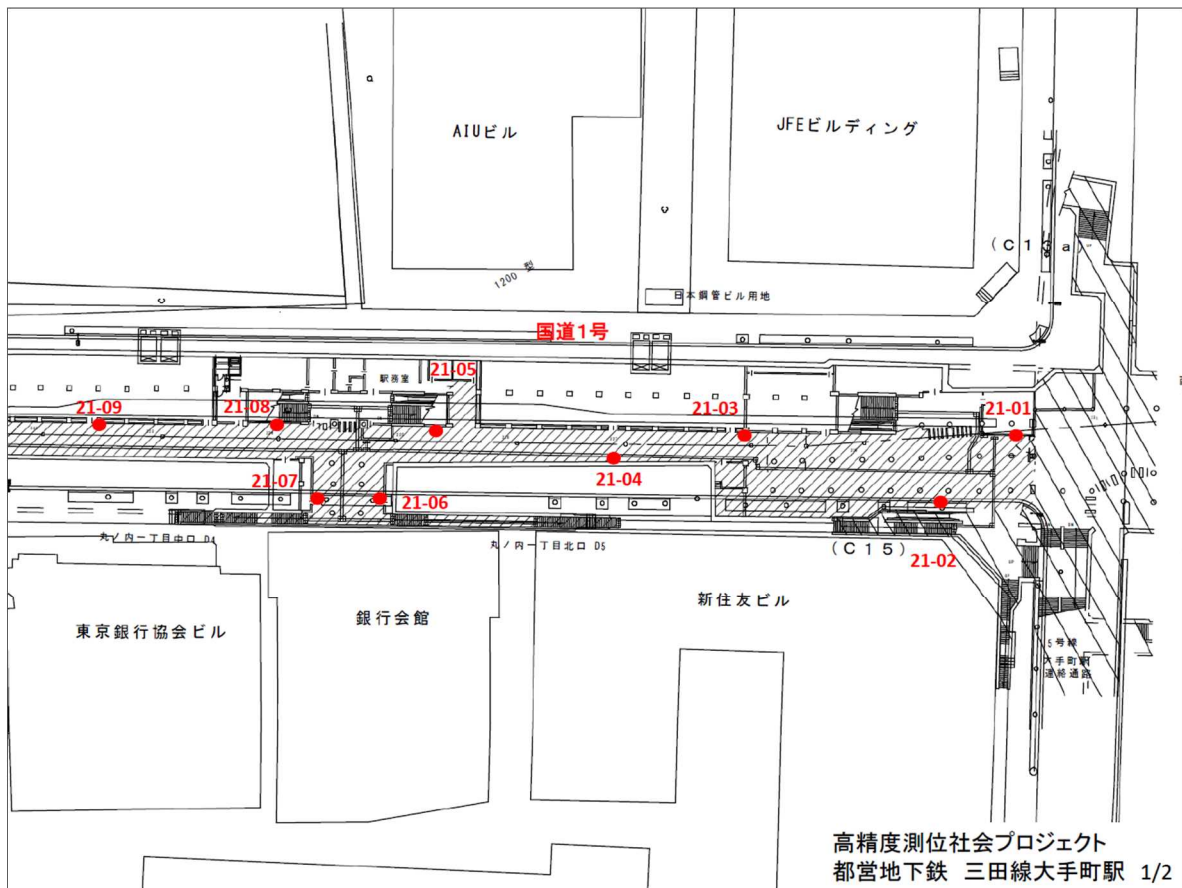 AIUビル
JFEビルディング
(C13a)
1200 型
日本鋼管ビル用地
国道1号
駅務室
21-05
21-09
21-08
21-03
21-01
21-07
21-06
21-04
21-02
丸ノ内一丁目中口 D4
丸ノ内一丁目北口 D5
(C15)
東京銀行協会ビル
銀行会館
新住友ビル
5号線
大手町駅
連絡通路
高精度測位社会プロジェクト
都営地下鉄 三田線大手町駅 1/2